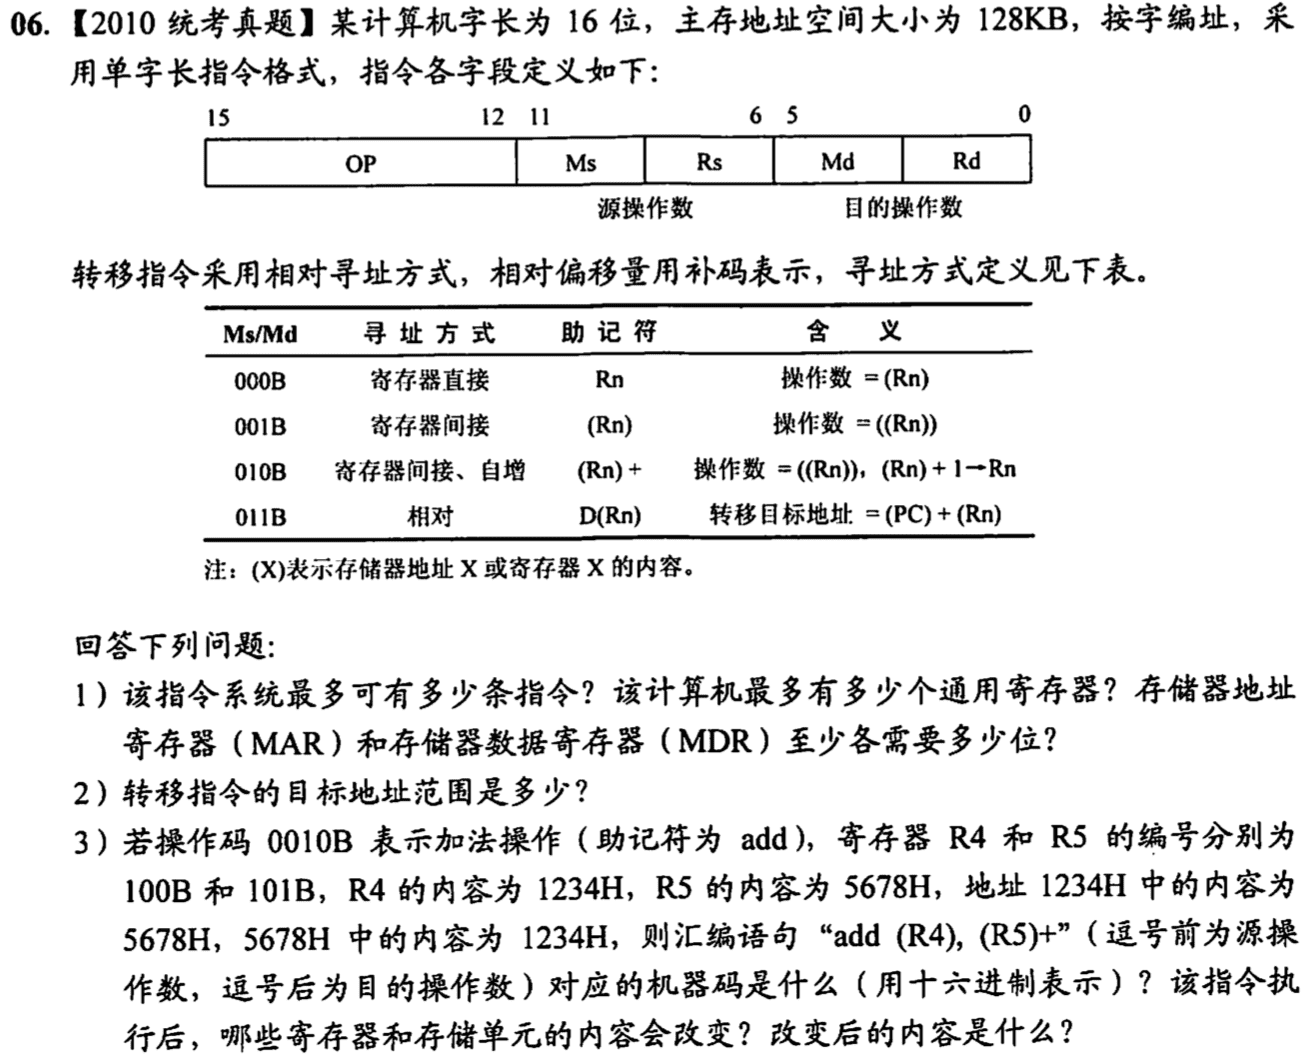 06.【2010 统考真题】某计算机字长为 16 位，主存地址空间大小为 128KB，按字编址，采
用单字长指令格式，指令各字段定义如下：
15 12 11 6 5 0
OP Ms Rs Md Rd
源操作数 目的操作数
转移指令采用相对寻址方式，相对偏移量用补码表示，寻址方式定义见下表。
Ms/Md 寻址方式 助记符 含义
000B 寄存器直接 Rn 操作数 =(Rn)
001B 寄存器间接 (Rn) 操作数 =((Rn))
010B 寄存器间接、自增 (Rn)+ 操作数 =((Rn))，(Rn)+1→Rn
011B 相对 D(Rn) 转移目标地址 =(PC)+(Rn)
注：(X)表示存储器地址 X 或寄存器 X 的内容。
回答下列问题：
1）该指令系统最多可有多少条指令？该计算机最多有多少个通用寄存器？存储器地址
寄存器（MAR）和存储器数据寄存器（MDR）至少各需要多少位？
2）转移指令的目标地址范围是多少？
3）若操作码 0010B 表示加法操作（助记符为 add），寄存器 R4 和 R5 的编号分别为
100B 和 101B，R4 的内容为 1234H，R5 的内容为 5678H，地址 1234H 中的内容为
5678H，5678H 中的内容为 1234H，则汇编语句“add (R4), (R5)+”（逗号前为源操
作数，逗号后为目的操作数）对应的机器码是什么（用十六进制表示）？该指令执
行后，哪些寄存器和存储单元的内容会改变？改变后的内容是什么？